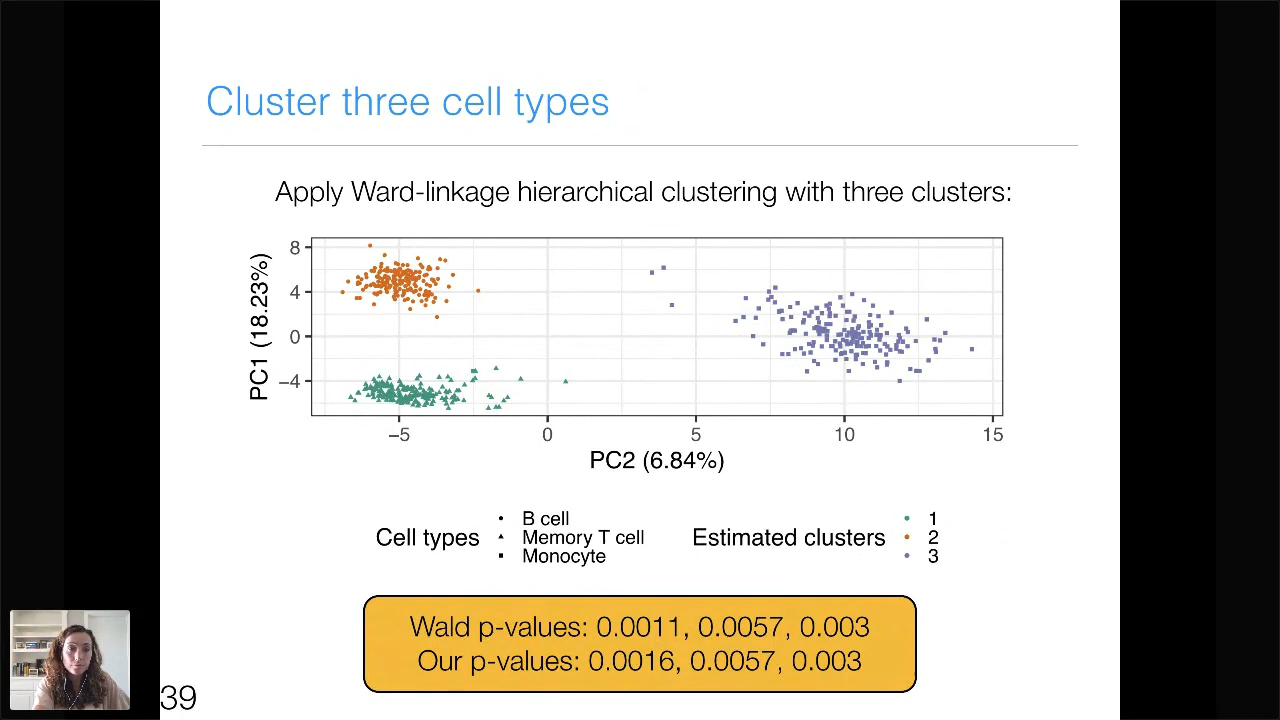 Cluster three cell types
Apply Ward-linkage hierarchical clustering with three clusters:
PC1 (18.23%)
8
4
0
−4
−5
0
5
10
15
PC2 (6.84%)
Cell types
B cell
Memory T cell
Monocyte
Estimated clusters
1
2
3
Wald p-values: 0.0011, 0.0057, 0.003
Our p-values: 0.0016, 0.0057, 0.003
39